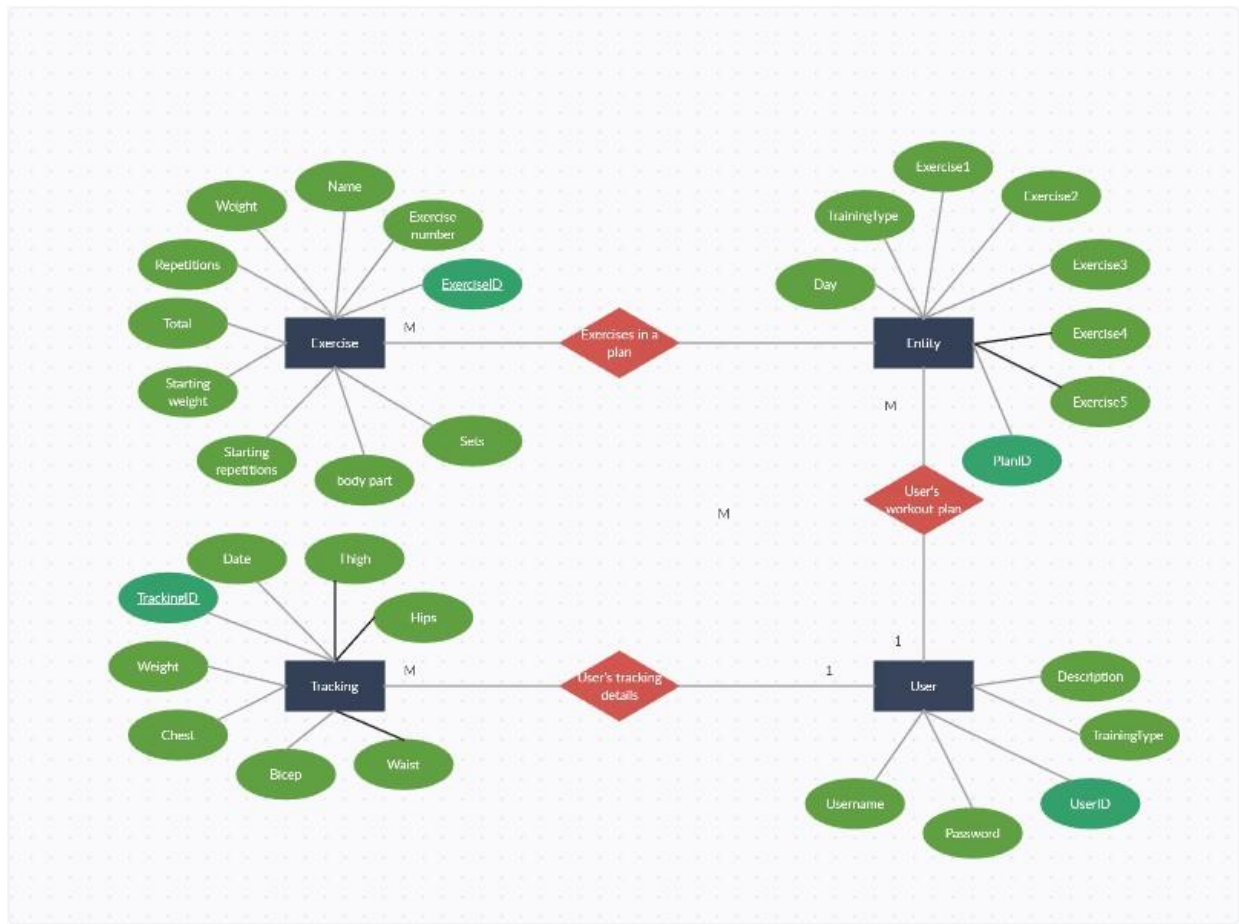 Exercise1
Name
Exercise2
Weight
TrainingType
Exercise
number
Repetitions
Exercise3
ExerciseID
Day
Total
M
Exercises in a
plan
Exercise
Entity
Exercise4
Starting
weight
Exercise5
M
Sets
Starting
repetitions
PlanID
body part
User's
workout plan
M
Date
Thigh
TrackingID
Hips
1
Weight
M
User's tracking
details
1
Description
Tracking
User
Chest
TrainingType
Waist
Bicep
Username
UserID
Password